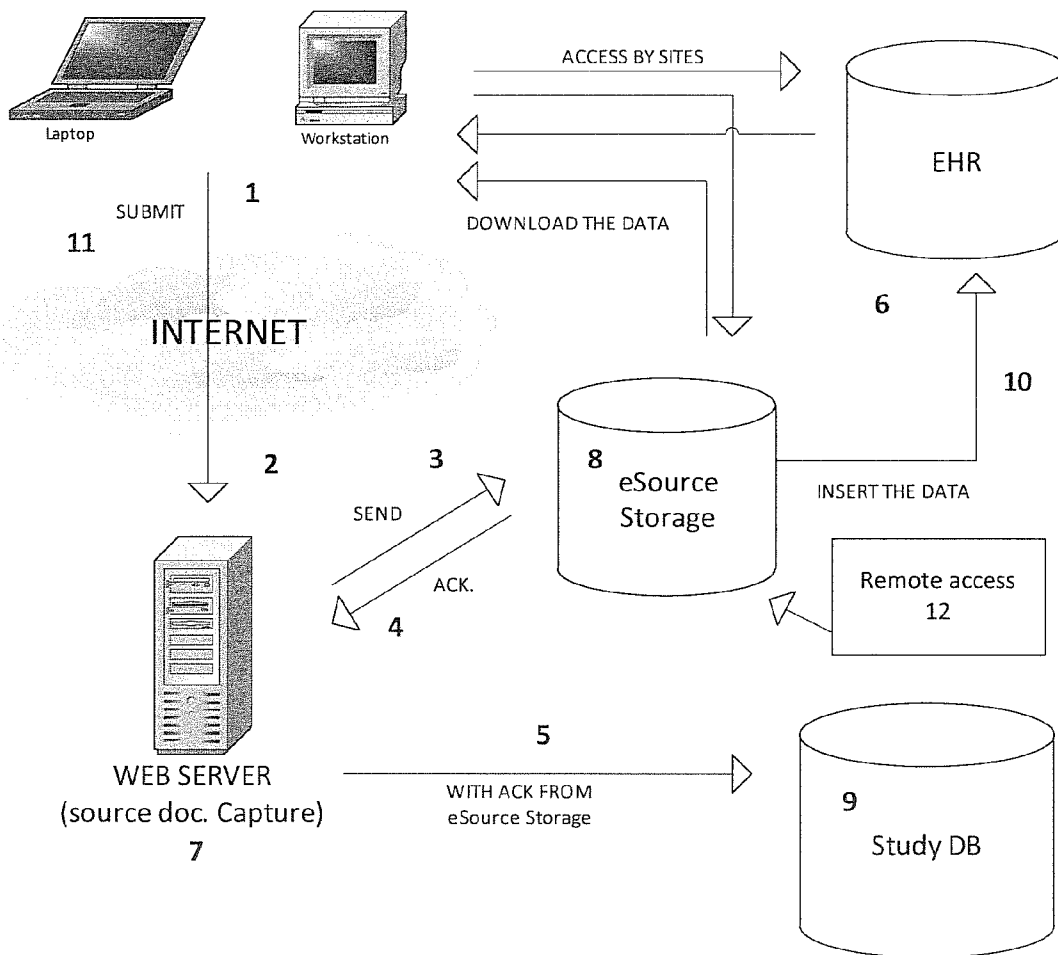 ACCESS BY SITES
Laptop
Workstation
EHR
SUBMIT
1
DOWNLOAD THE DATA
11
6
INTERNET
10
2
3
8
eSource
Storage
SEND
INSERT THE DATA
ACK.
4
Remote access
12
5
WEB SERVER
(source doc. Capture)
7
WITH ACK FROM
eSource Storage
9
Study DB